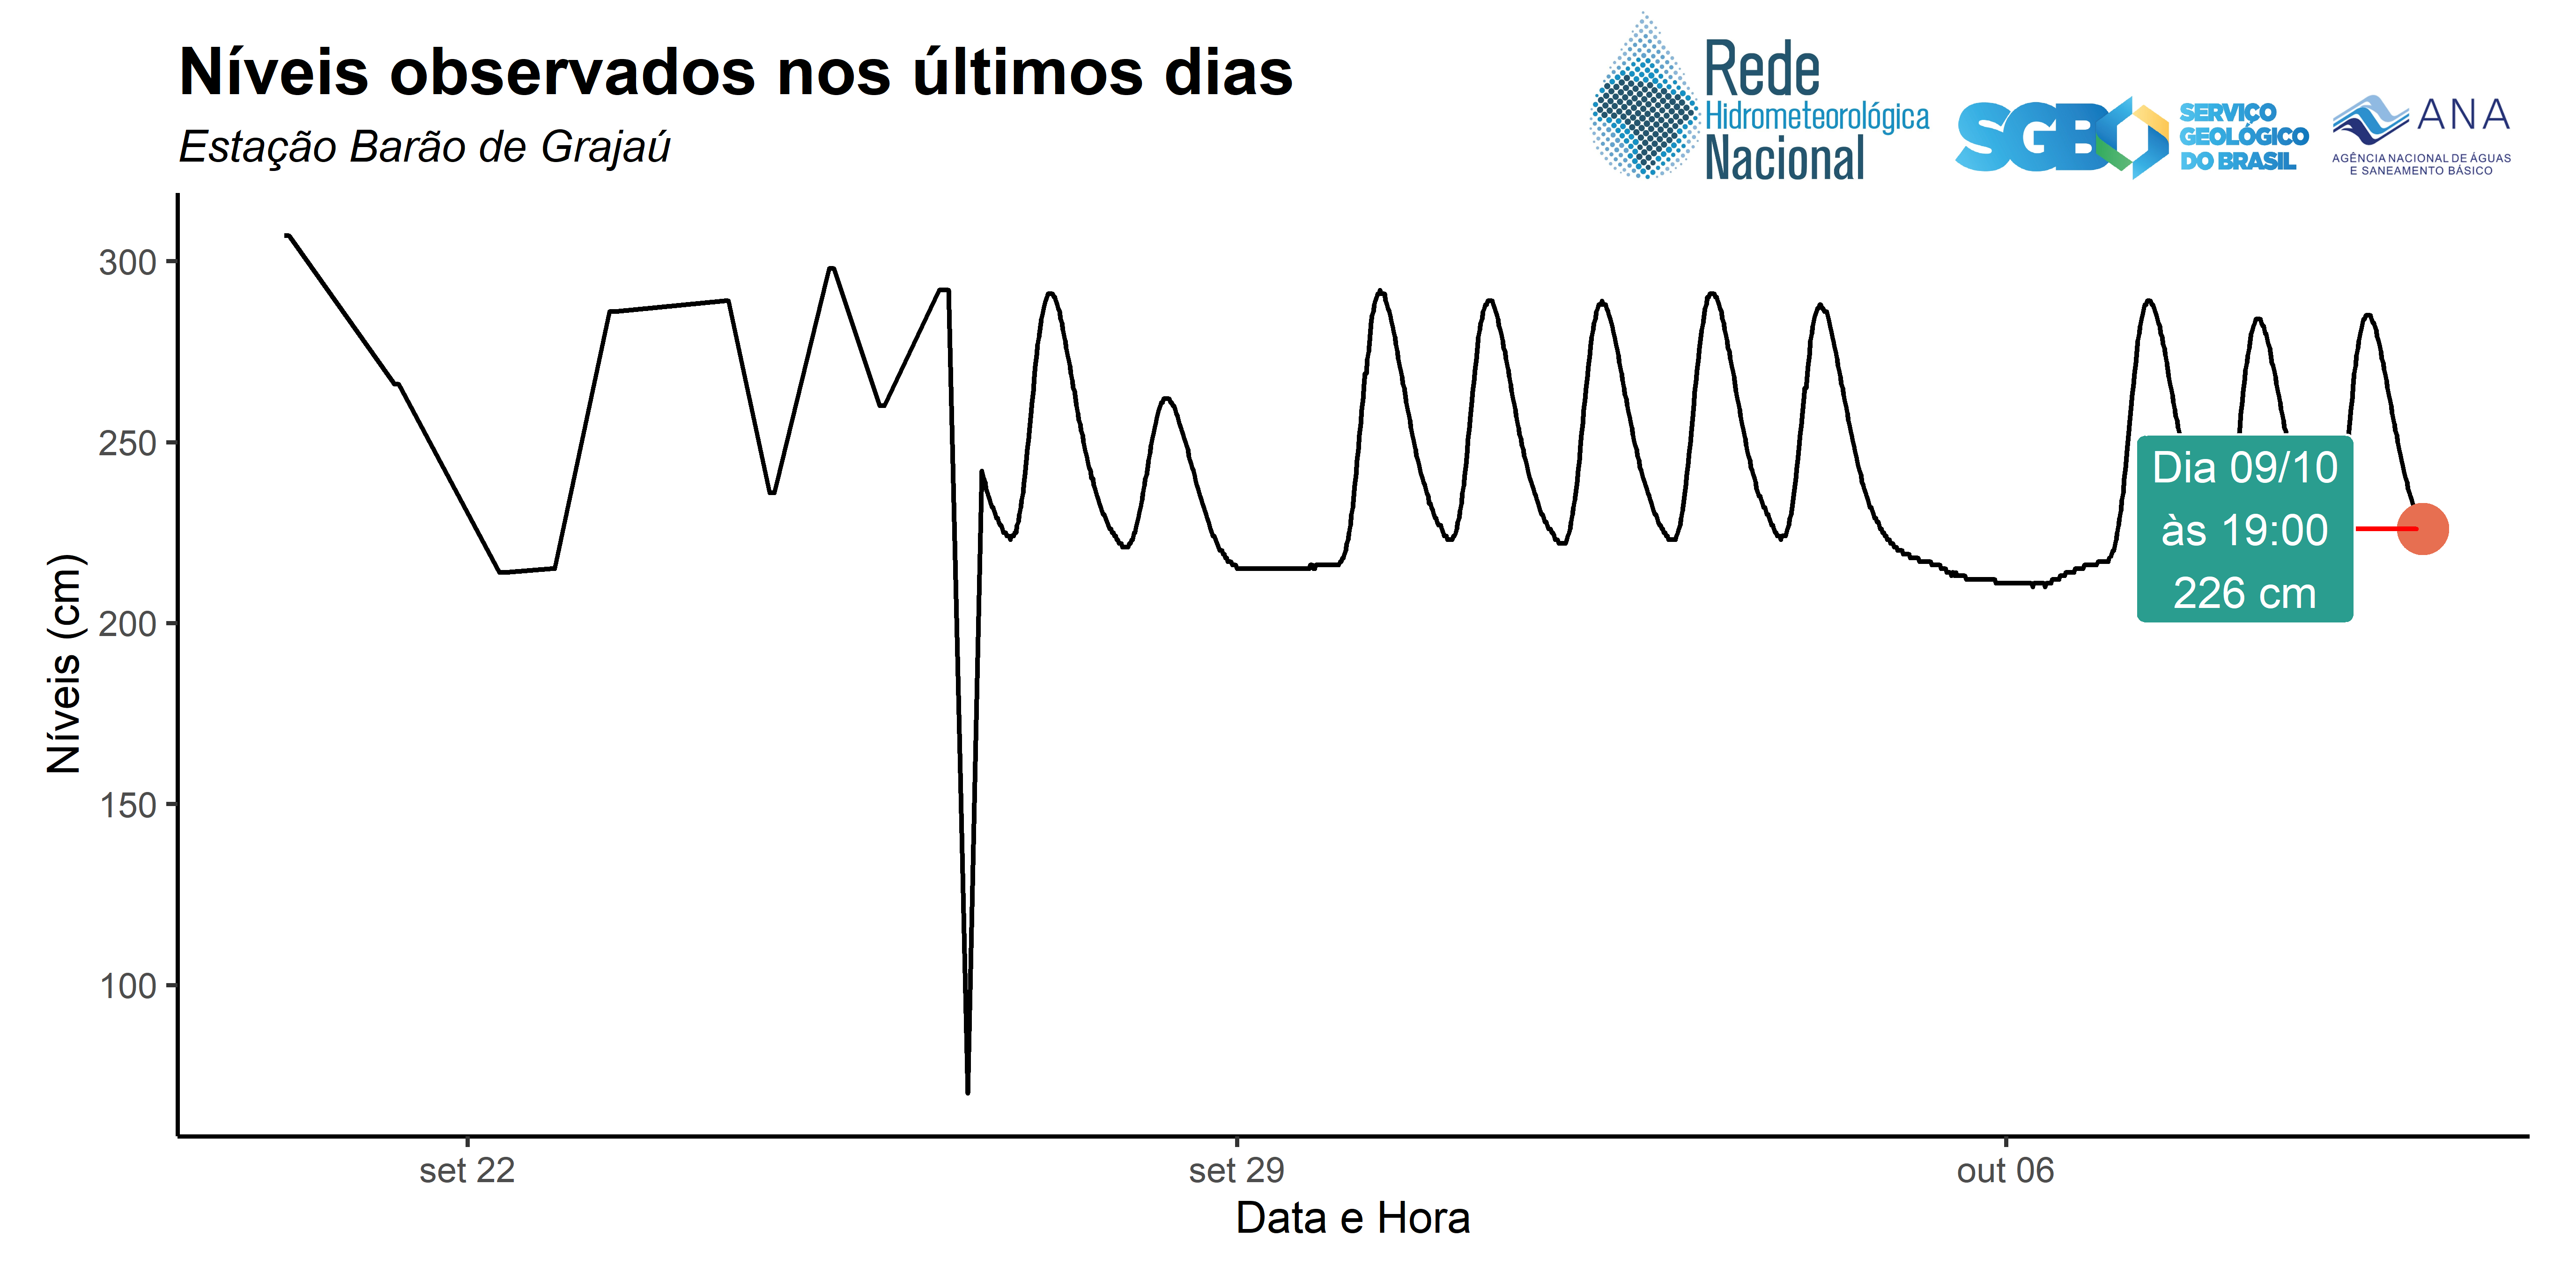 Níveis observados nos últimos dias
Estação Barão de Grajaú
Rede
Hidrometeorológica
Nacional
SGB
SERVIÇO
GEOLÓGICO
DO BRASIL
ANA
AGÊNCIA NACIONAL DE ÁGUAS
E SANEAMENTO BÁSICO
Níveis (cm)
300
250
200
150
100
Dia 09/10
às 19:00
226 cm
set 22
set 29
out 06
Data e Hora